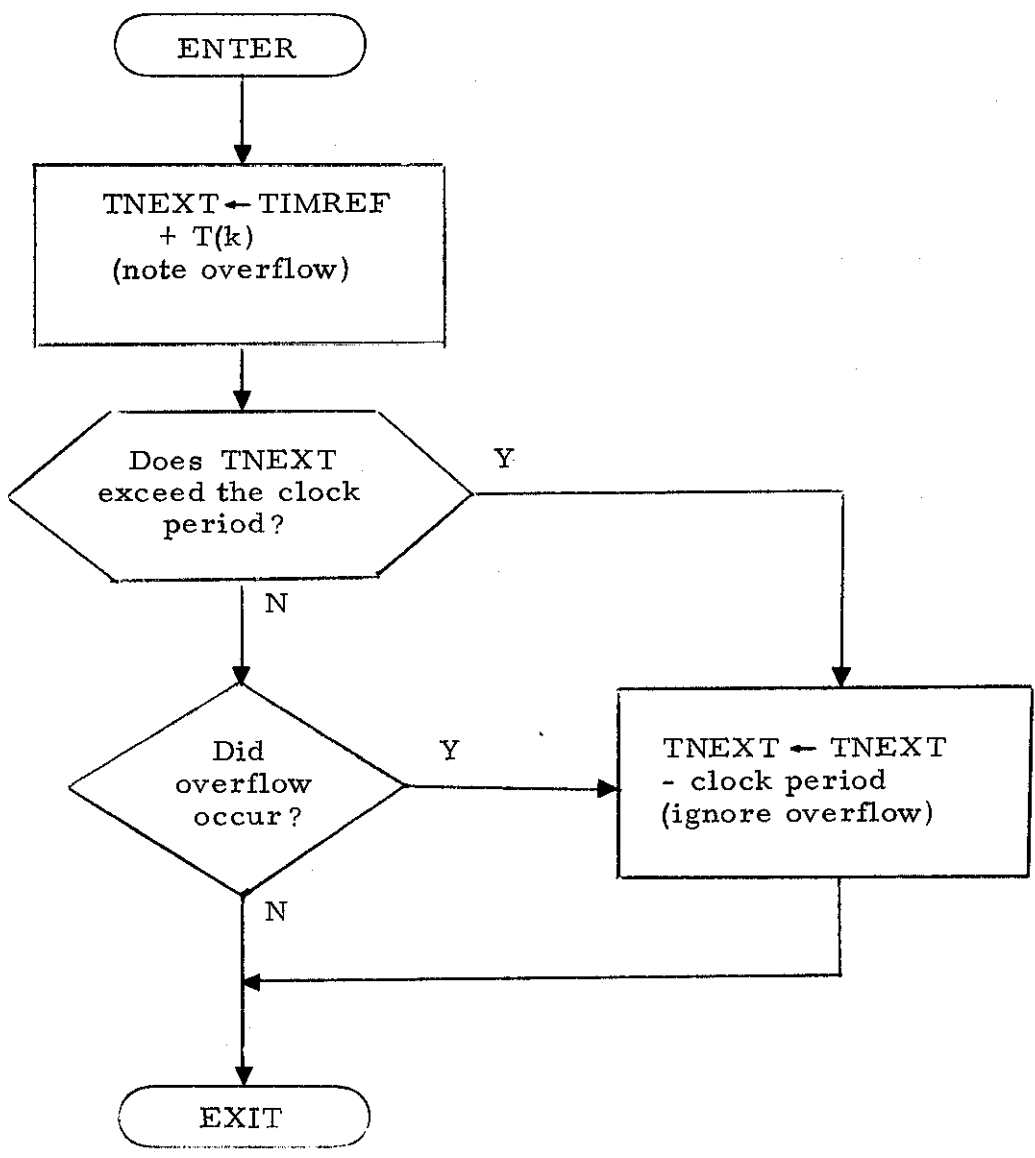 ENTER
TNEXT ← TIMREF
+ T(k)
(note overflow)
Does TNEXT
exceed the clock
period?
Y
N
Did
overflow
occur?
Y
TNEXT ← TNEXT
- clock period
(ignore overflow)
N
EXIT